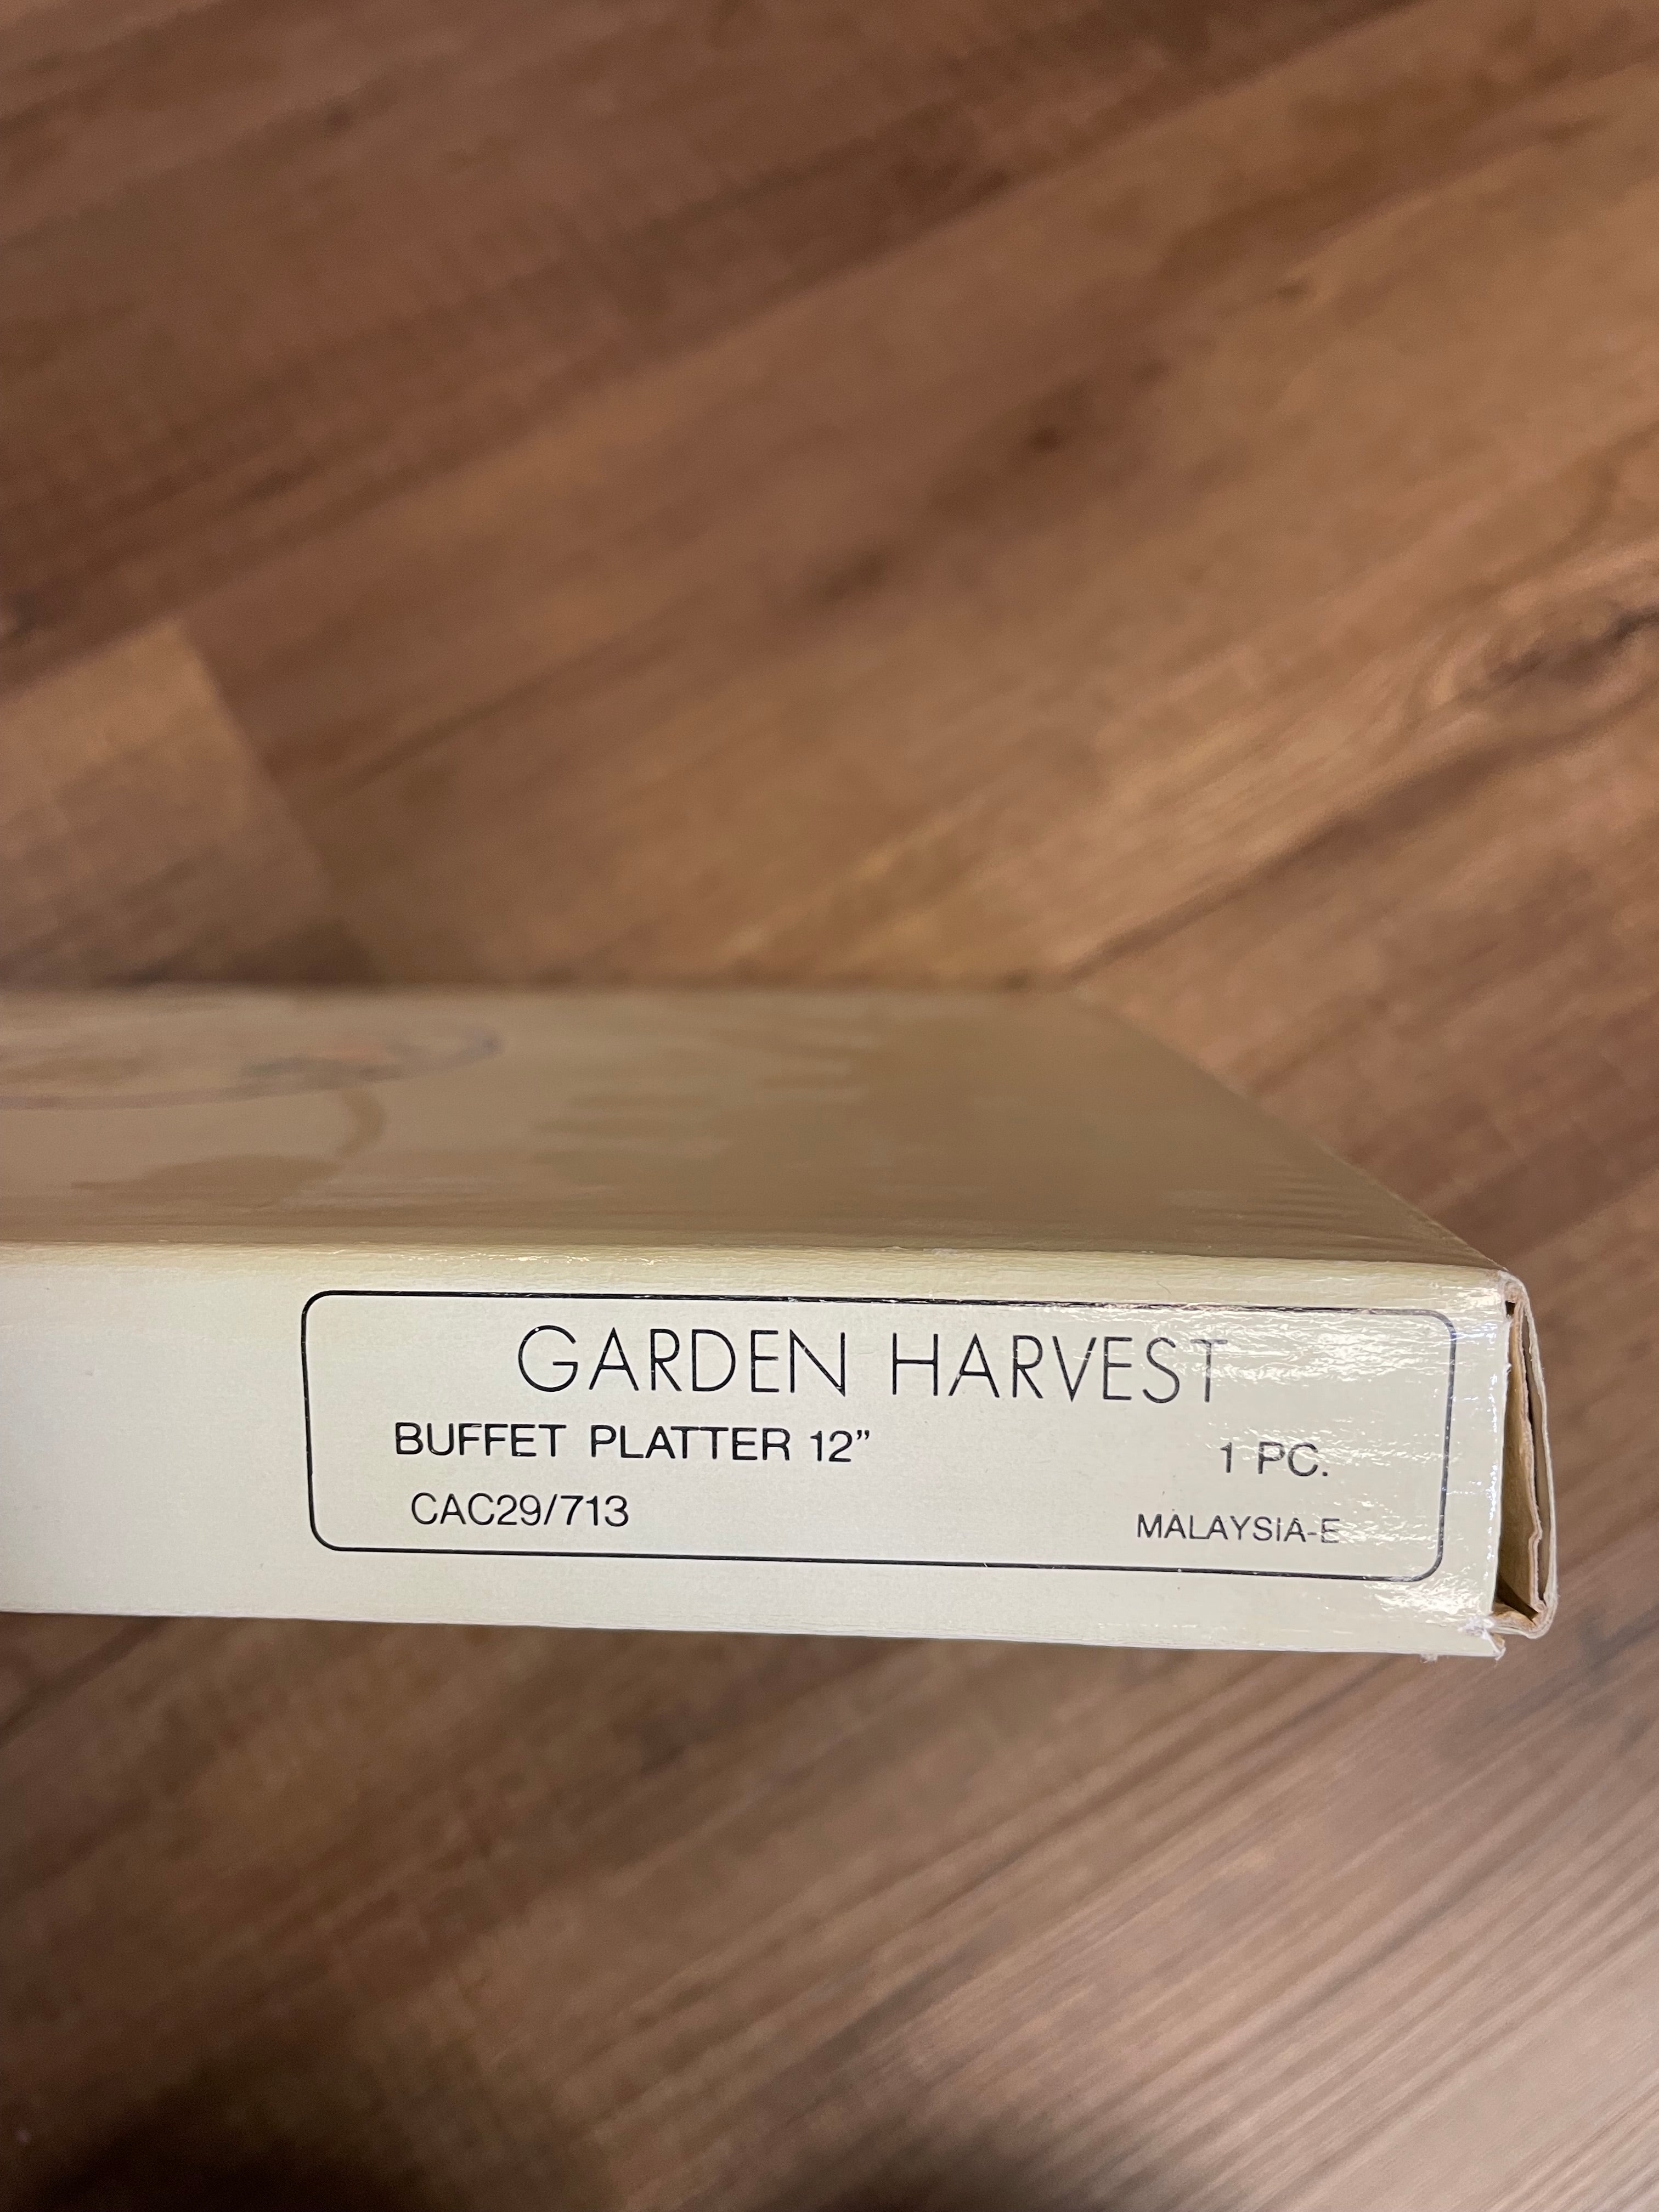 GARDEN HARVEST
BUFFET PLATTER 12” 1 PC.
CAC29/713 MALAYSIA-E